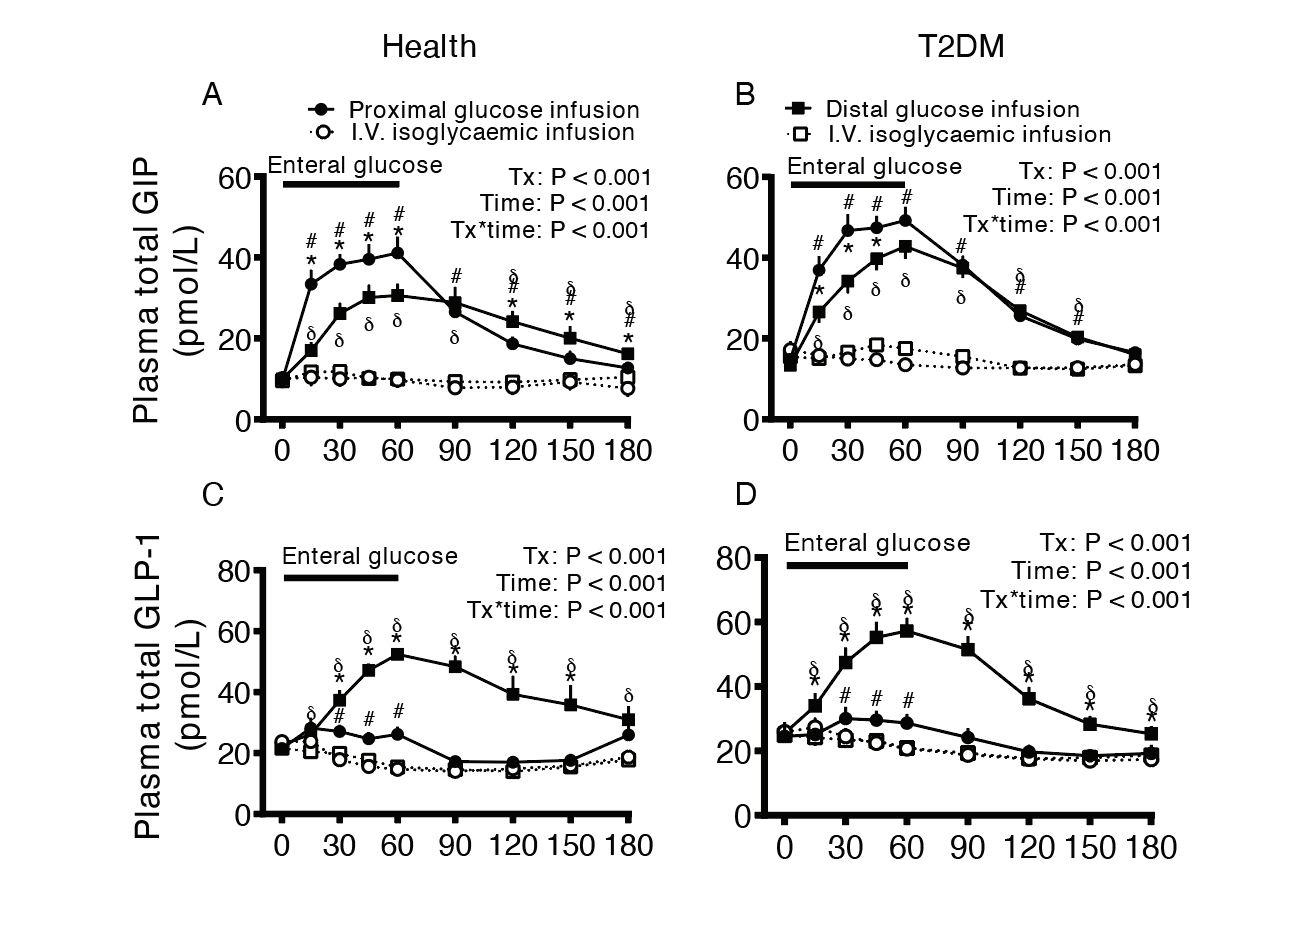 Health
T2DM
A
Proximal glucose infusion
I.V. isoglycaemic infusion
B
Distal glucose infusion
I.V. isoglycaemic infusion
Plasma total GIP
(pmol/L)
Enteral glucose
Tx: P < 0.001
Time: P < 0.001
Tx*time: P < 0.001
60
40
20
0
# # # # # δ δ δ
* * * * # # #
* * *
δ δ δ δ δ
0 30 60 90 120 150 180
Enteral glucose
Tx: P < 0.001
Time: P < 0.001
Tx*time: P < 0.001
60
40
20
0
# # # # # δ δ
* * * # #
δ δ δ δ δ
0 30 60 90 120 150 180
C
Plasma total GLP-1
(pmol/L)
Enteral glucose
Tx: P < 0.001
Time: P < 0.001
Tx*time: P < 0.001
80
60
40
20
0
δ δ δ δ δ δ δ δ
* * * * * *
# # #
0 30 60 90 120 150 180
D
Enteral glucose
Tx: P < 0.001
Time: P < 0.001
Tx*time: P < 0.001
80
60
40
20
0
δ δ δ δ δ δ δ δ
* * * * * * * *
# # #
0 30 60 90 120 150 180